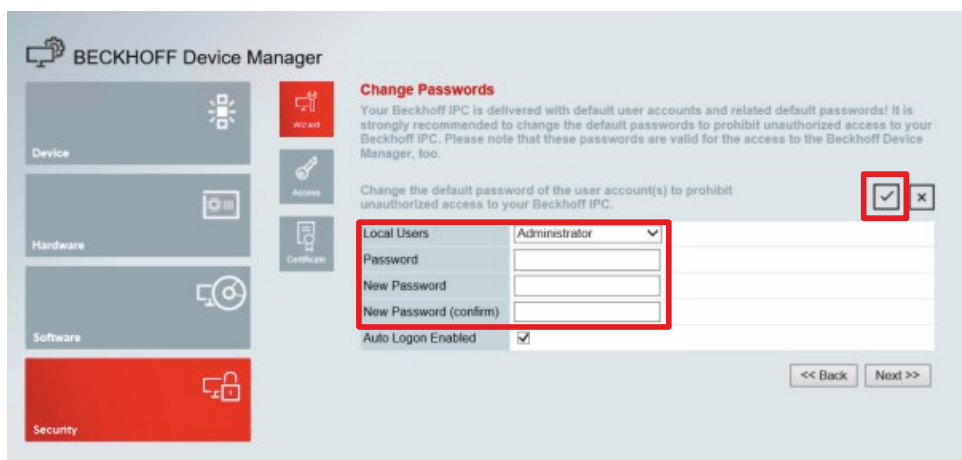 BECKHOFF Device Manager
Device
Hardware
Software
Security
Wizard
Access
Certificate
Change Passwords
Your Beckhoff IPC is delivered with default user accounts and related default passwords! It is
strongly recommended to change the default passwords to prohibit unauthorized access to your
Beckhoff IPC. Please note that these passwords are valid for the access to the Beckhoff Device
Manager, too.
Change the default password of the user account(s) to prohibit
unauthorized access to your Beckhoff IPC.
Local Users Administrator
Password
New Password
New Password (confirm)
Auto Logon Enabled
<< Back Next >>